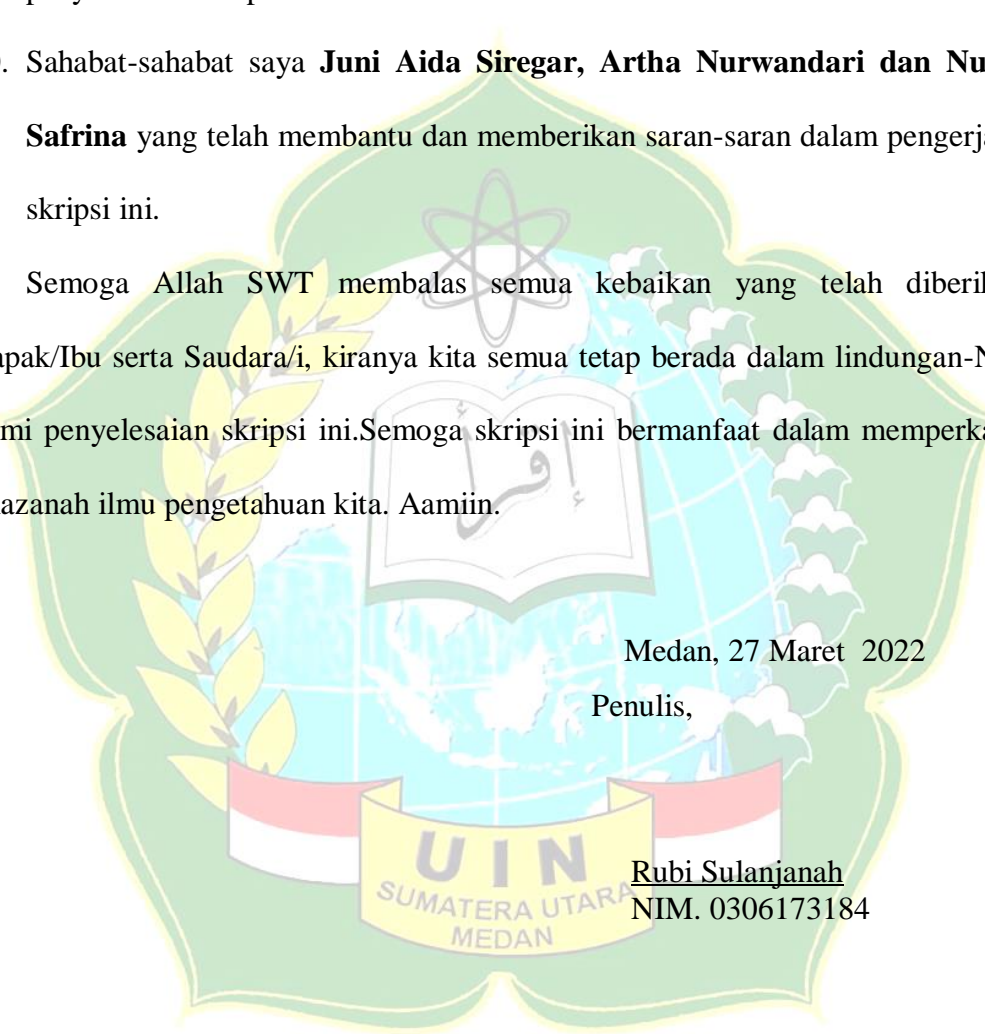 . Sahabat-sahabat saya Juni Aida Siregar, Artha Nurwandari dan Nu
Safrina yang telah membantu dan memberikan saran-saran dalam pengerja
skripsi ini.
Semoga Allah SWT membalas semua kebaikan yang telah diberik
apak/Ibu serta Saudara/i, kiranya kita semua tetap berada dalam lindungan-N
mi penyelesaian skripsi ini.Semoga skripsi ini bermanfaat dalam memperka
azanah ilmu pengetahuan kita. Aamiin.
إقرأ
Medan, 27 Maret 2022
Penulis,
Rubi Sulanjanah
NIM. 0306173184
UIN
SUMATERA UTARA
MEDAN